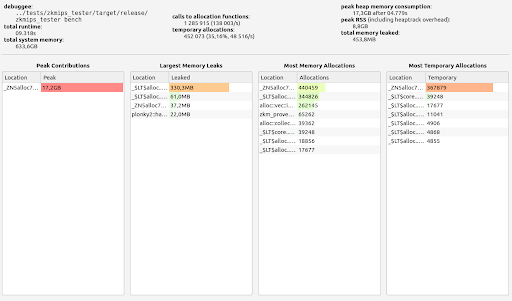 debuggee:
../tests/zkmips_tester/target/release/
zkmips_tester bench
total runtime:
09.318s
total system memory:
633,6GB
calls to allocation functions:
1 285 915 (138 003/s)
temporary allocations:
452 073 (35,16%, 48 516/s)
peak heap memory consumption:
17,3GB after 04.779s
peak RSS (including heaptrack overhead):
8,8GB
total memory leaked:
453,8MB
Peak Contributions
Location Peak
_ZN5alloc7... 17,2GB
Largest Memory Leaks
Location Leaked
_$LT$alloc.... 330,3MB
_$LT$alloc.... 61,0MB
_ZN5alloc7... 37,2MB
plonky2::ha... 22,0MB
Most Memory Allocations
Location Allocations
_ZN5alloc7... 440459
_$LT$alloc.... 344826
alloc::vec::i... 262145
zkm_prove... 65262
alloc::collec... 39362
_$LT$core.... 39248
_$LT$alloc.... 18856
_$LT$alloc.... 17677
Most Temporary Allocations
Location Temporary
_ZN5alloc7... 367879
_$LT$core.... 39248
_$LT$alloc.... 17677
_$LT$alloc.... 11041
_$LT$alloc.... 4906
_$LT$alloc.... 4868
_$LT$alloc.... 4855